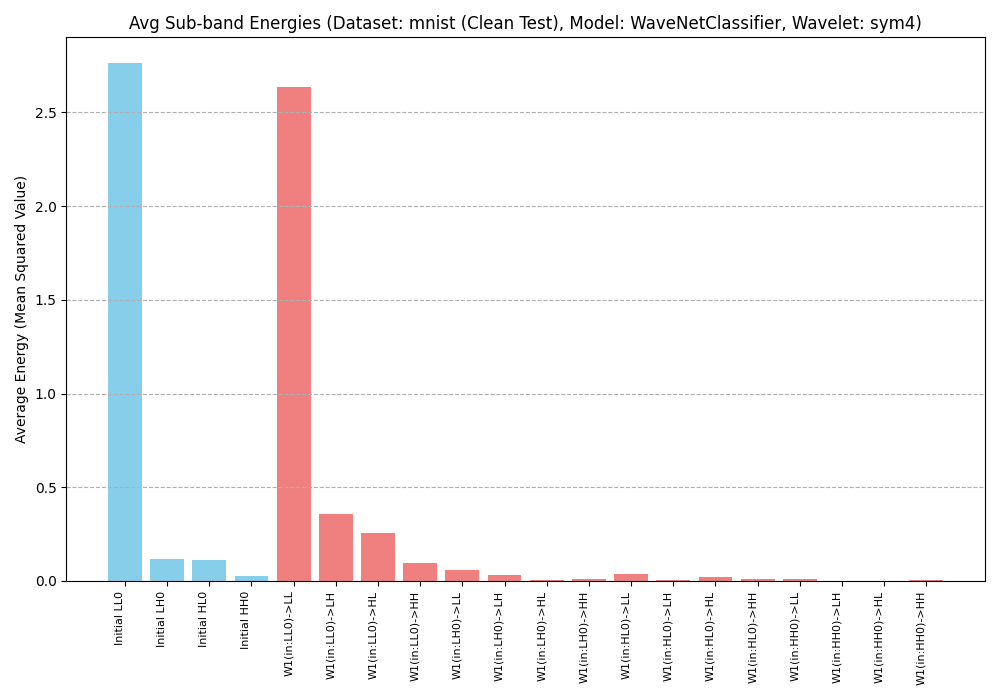 Avg Sub-band Energies (Dataset: mnist (Clean Test), Model: WaveNetClassifier, Wavelet: sym4)
Average Energy (Mean Squared Value)
2.5
2.0
1.5
1.0
0.5
0.0
Initial LL0
Initial LH0
Initial HL0
Initial HH0
W1(in:LL0)->LL
W1(in:LL0)->LH
W1(in:LL0)->HL
W1(in:LL0)->HH
W1(in:LH0)->LL
W1(in:LH0)->LH
W1(in:LH0)->HL
W1(in:LH0)->HH
W1(in:HL0)->LL
W1(in:HL0)->LH
W1(in:HL0)->HL
W1(in:HL0)->HH
W1(in:HH0)->LL
W1(in:HH0)->LH
W1(in:HH0)->HL
W1(in:HH0)->HH